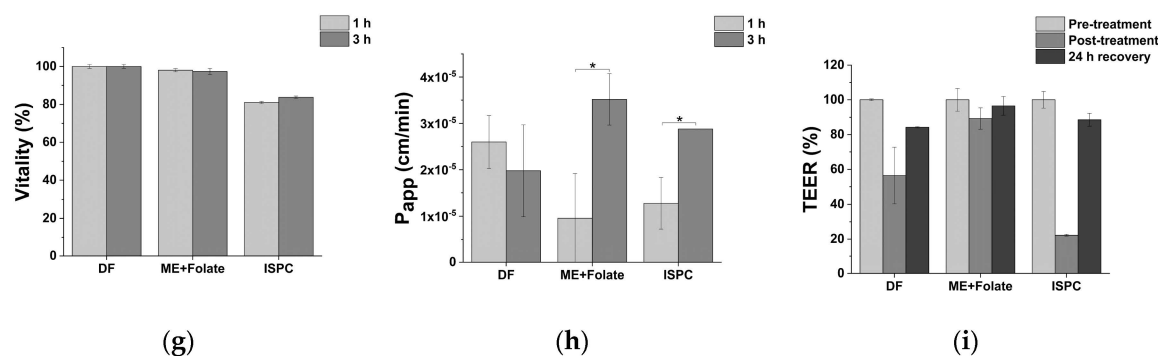 1 h
3 h
Vitality (%)
100
80
60
40
20
0
DF
ME+Folate
ISPC
(g)
1 h
3 h
Papp (cm/min)
4x10-5
3x10-5
2x10-5
1x10-5
*
*
DF
ME+Folate
ISPC
(h)
Pre-treatment
Post-treatment
24 h recovery
TEER (%)
120
100
80
60
40
20
0
DF
ME+Folate
ISPC
(i)